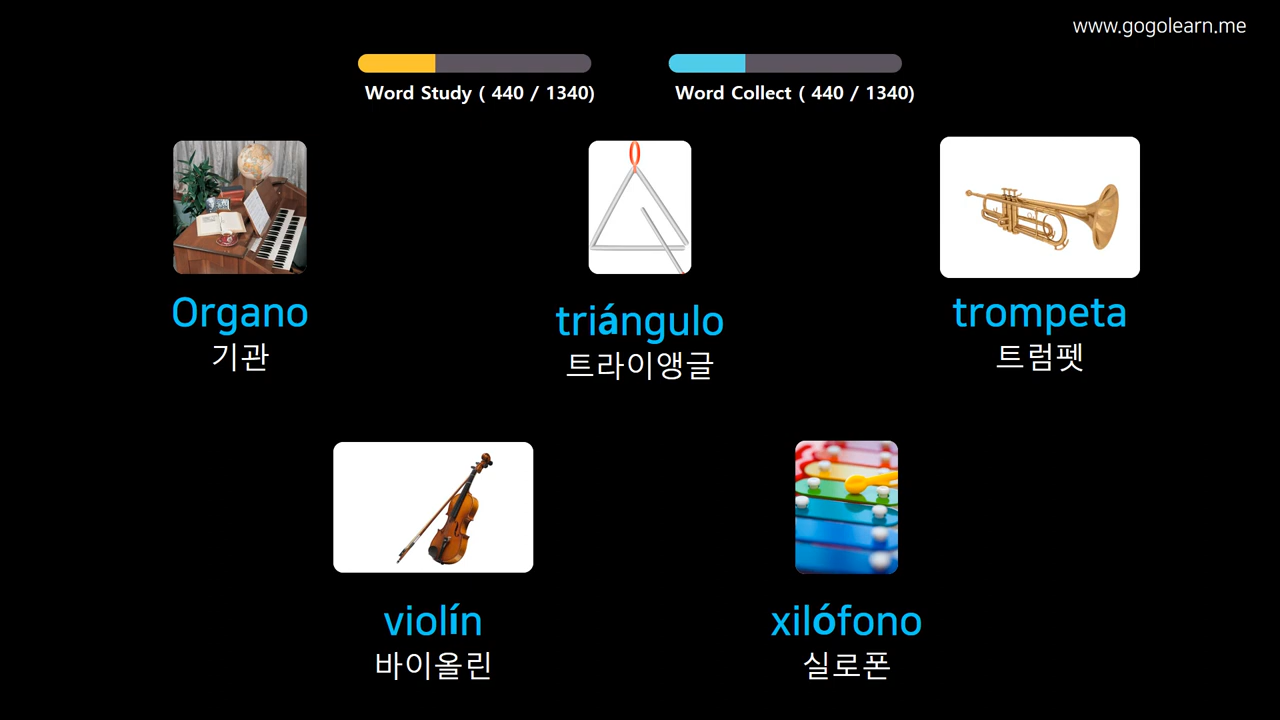 www.gogolearn.me
Word Study ( 440 / 1340)
Word Collect ( 440 / 1340)
Organo
기관
triángulo
트라이앵글
trompeta
트럼펫
violín
바이올린
xilófono
실로폰